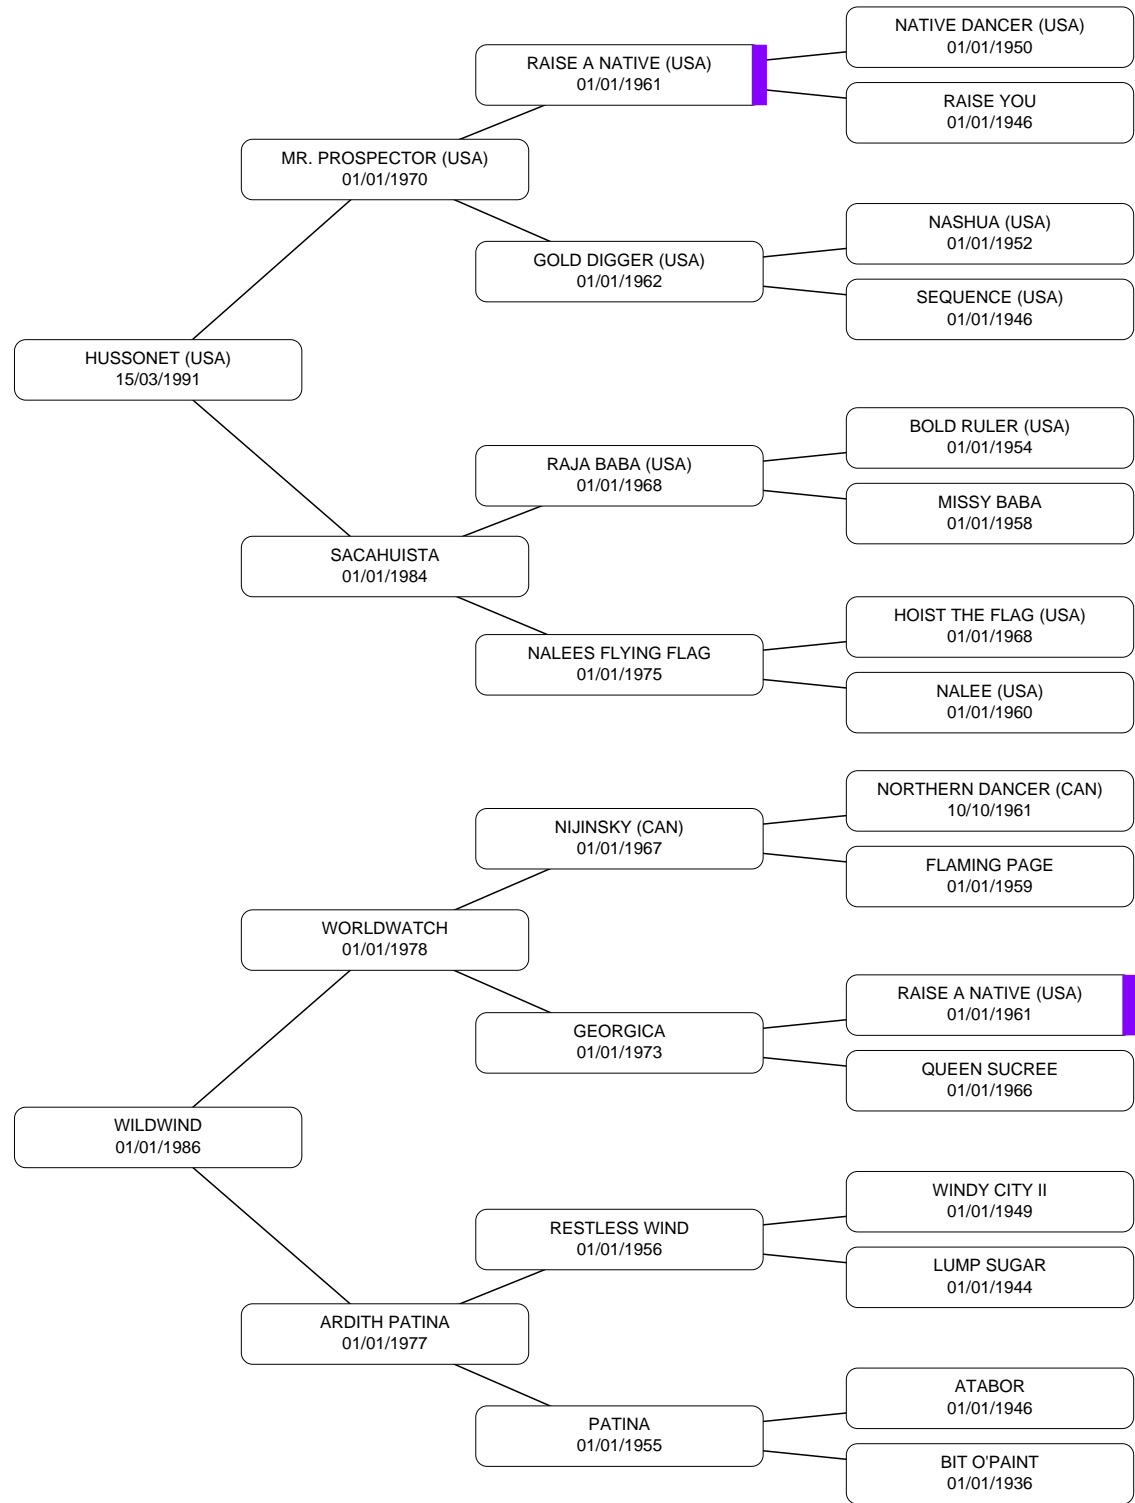 NATIVE DANCER (USA)
01/01/1950
RAISE A NATIVE (USA)
01/01/1961
RAISE YOU
01/01/1946
MR. PROSPECTOR (USA)
01/01/1970
NASHUA (USA)
01/01/1952
GOLD DIGGER (USA)
01/01/1962
SEQUENCE (USA)
01/01/1946
HUSSONET (USA)
15/03/1991
BOLD RULER (USA)
01/01/1954
RAJA BABA (USA)
01/01/1968
MISSY BABA
01/01/1958
SACAHUISTA
01/01/1984
HOIST THE FLAG (USA)
01/01/1968
NALEES FLYING FLAG
01/01/1975
NALEE (USA)
01/01/1960
NORTHERN DANCER (CAN)
10/10/1961
NIJINSKY (CAN)
01/01/1967
FLAMING PAGE
01/01/1959
WORLDWATCH
01/01/1978
RAISE A NATIVE (USA)
01/01/1961
GEORGICA
01/01/1973
QUEEN SUCREE
01/01/1966
WILDWIND
01/01/1986
WINDY CITY II
01/01/1949
RESTLESS WIND
01/01/1956
LUMP SUGAR
01/01/1944
ARDITH PATINA
01/01/1977
ATABOR
01/01/1946
PATINA
01/01/1955
BIT O'PAINT
01/01/1936